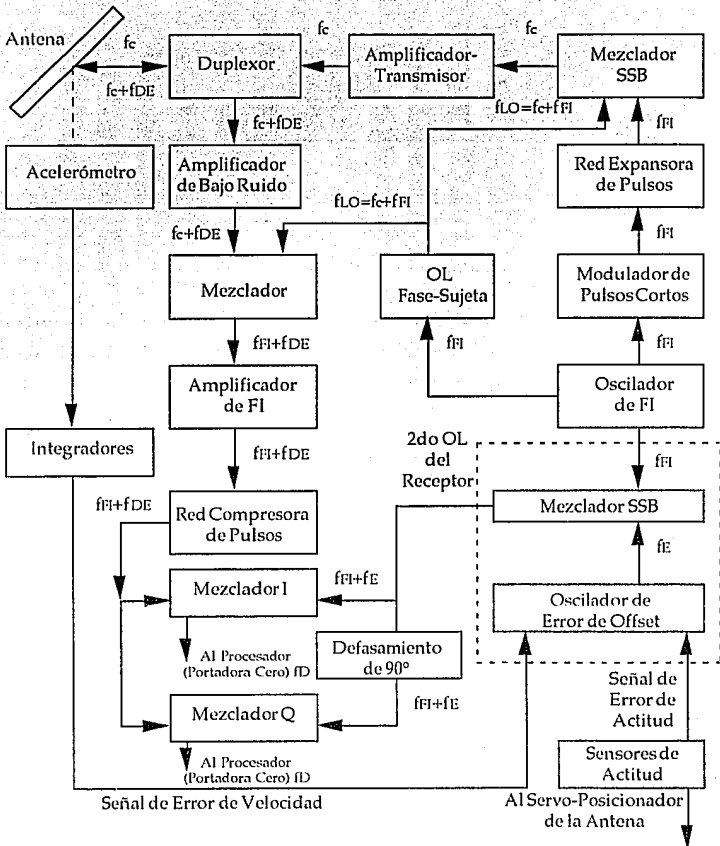 Antena
fc
fc+fDE
Duplexor
fc
Amplificador-
Transmisor
fc
Mezclador
SSB
fc+fDE
fLO=fc+fFI
fFI
Acelerómetro
Amplificador
de Bajo Ruido
Red Expansora
de Pulsos
fLO=fc+fFI
fc+fDE
fFI
Mezclador
OL
Fase-Sujeta
Modulador de
Pulsos Cortos
fFI+fDE
fFI
fFI
Amplificador
de FI
Oscilador
de FI
Integradores
fFI+fDE
2do OL
del
Receptor
fFI
fFI+fDE
Red Compresora
de Pulsos
Mezclador SSB
fE
Mezclador I
fFI+fE
Oscilador de
Error de Offset
Al Procesador
(Portadora Cero) fD
Defasamiento
de 90°
Mezclador Q
fFI+fE
Señal de
Error de
Actitud
Al Procesador
(Portadora Cero) fD
Sensores de
Actitud
Señal de Error de Velocidad
Al Servo-Posicionador
de la Antena